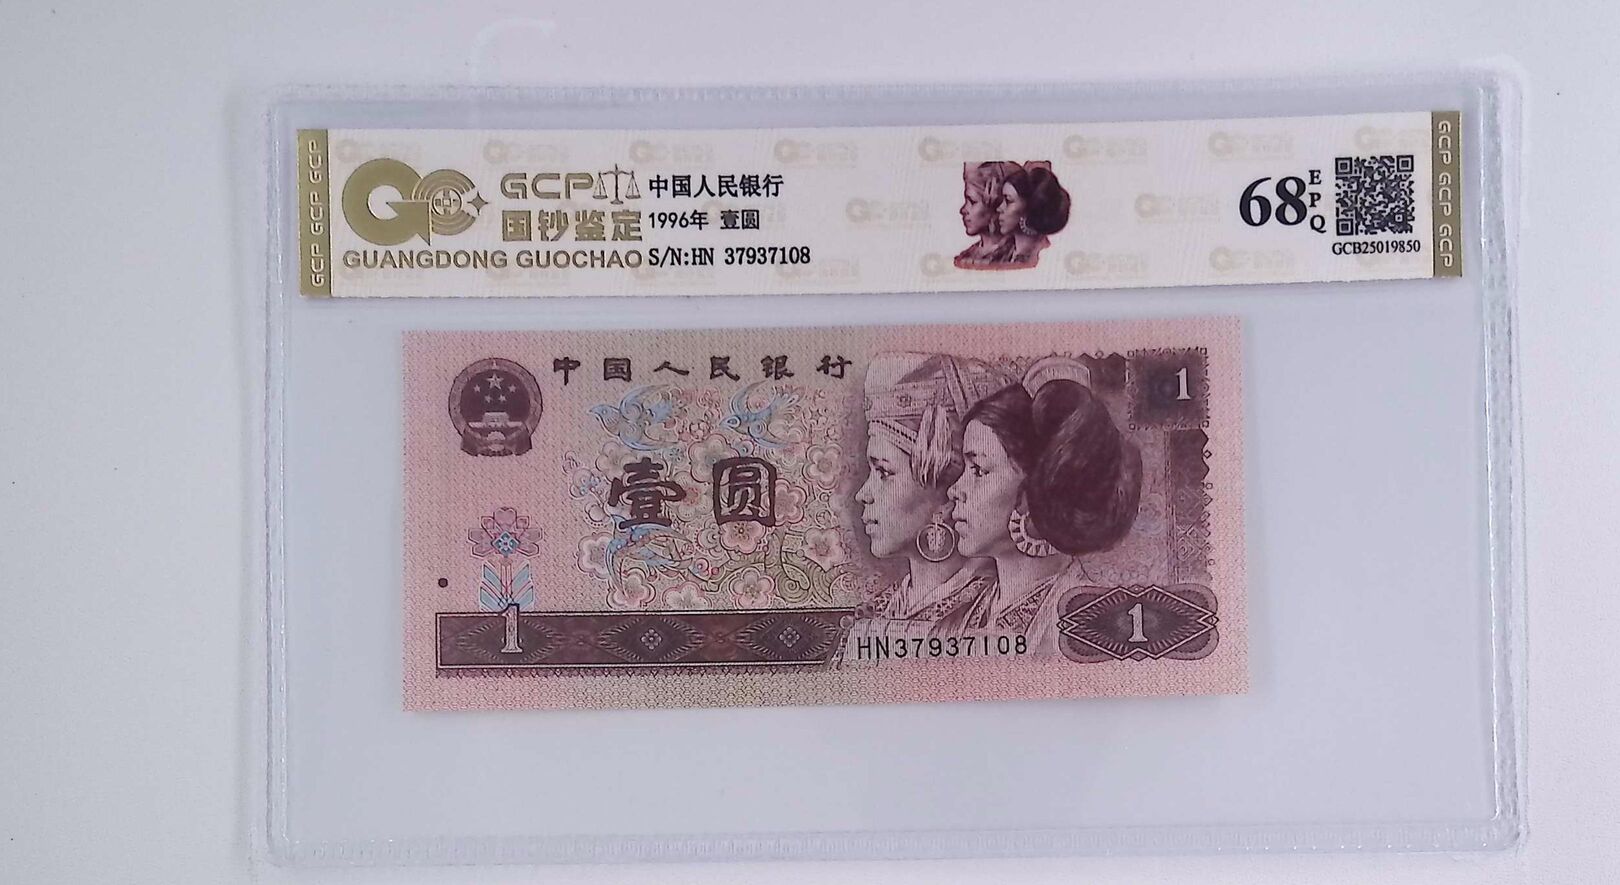 GCP GCP GCP
GCP
国钞鉴定
GUANGDONG GUOCHAO
中国人民银行
1996年 壹圆
S/N:HN 37937108
68
EPQ
GCB25019850
GCP GCP GCP
中国人民银行
1
壹圆
1
HN37937108
1